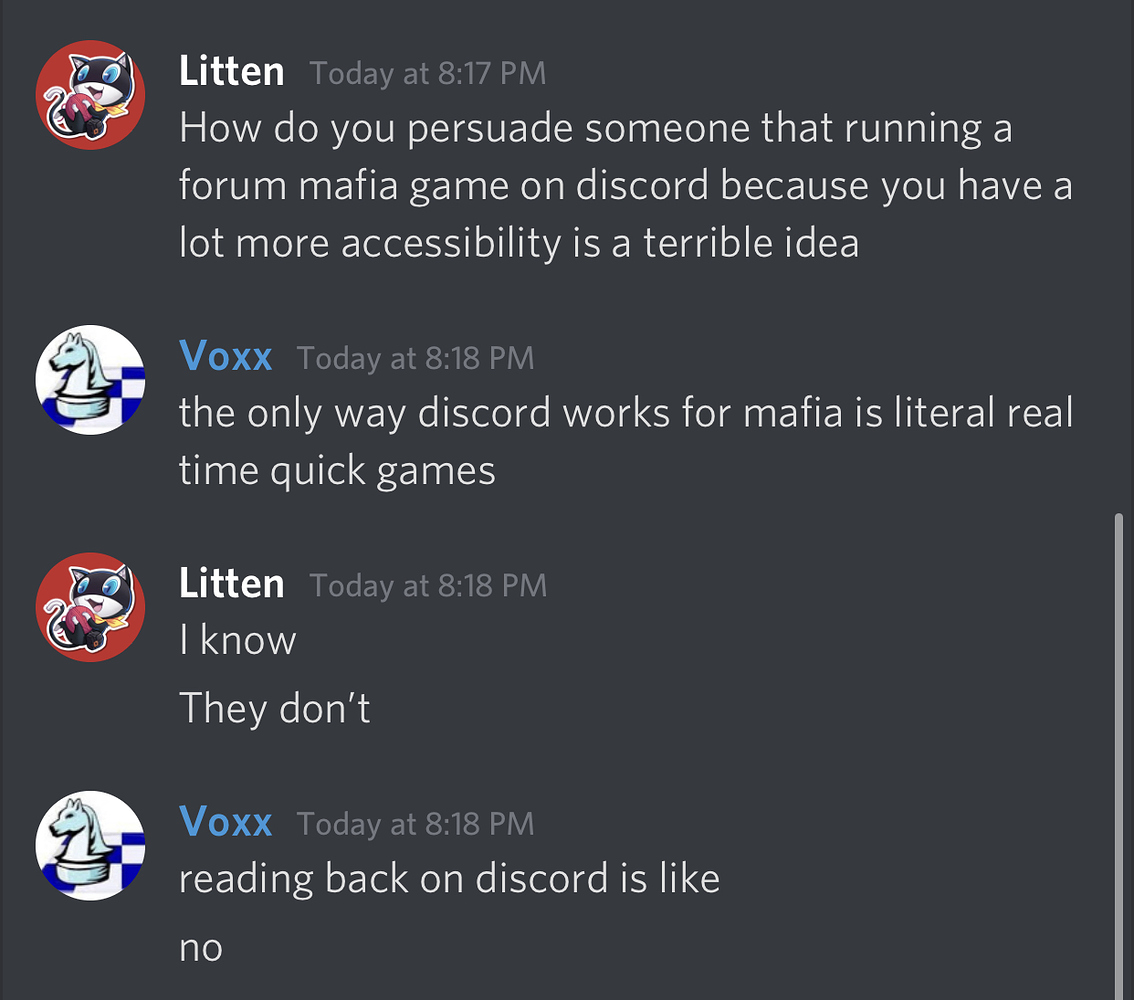 Litten Today at 8:17 PM
How do you persuade someone that running a
forum mafia game on discord because you have a
lot more accessibility is a terrible idea
Voxx Today at 8:18 PM
the only way discord works for mafia is literal real
time quick games
Litten Today at 8:18 PM
I know
They don’t
Voxx Today at 8:18 PM
reading back on discord is like
no